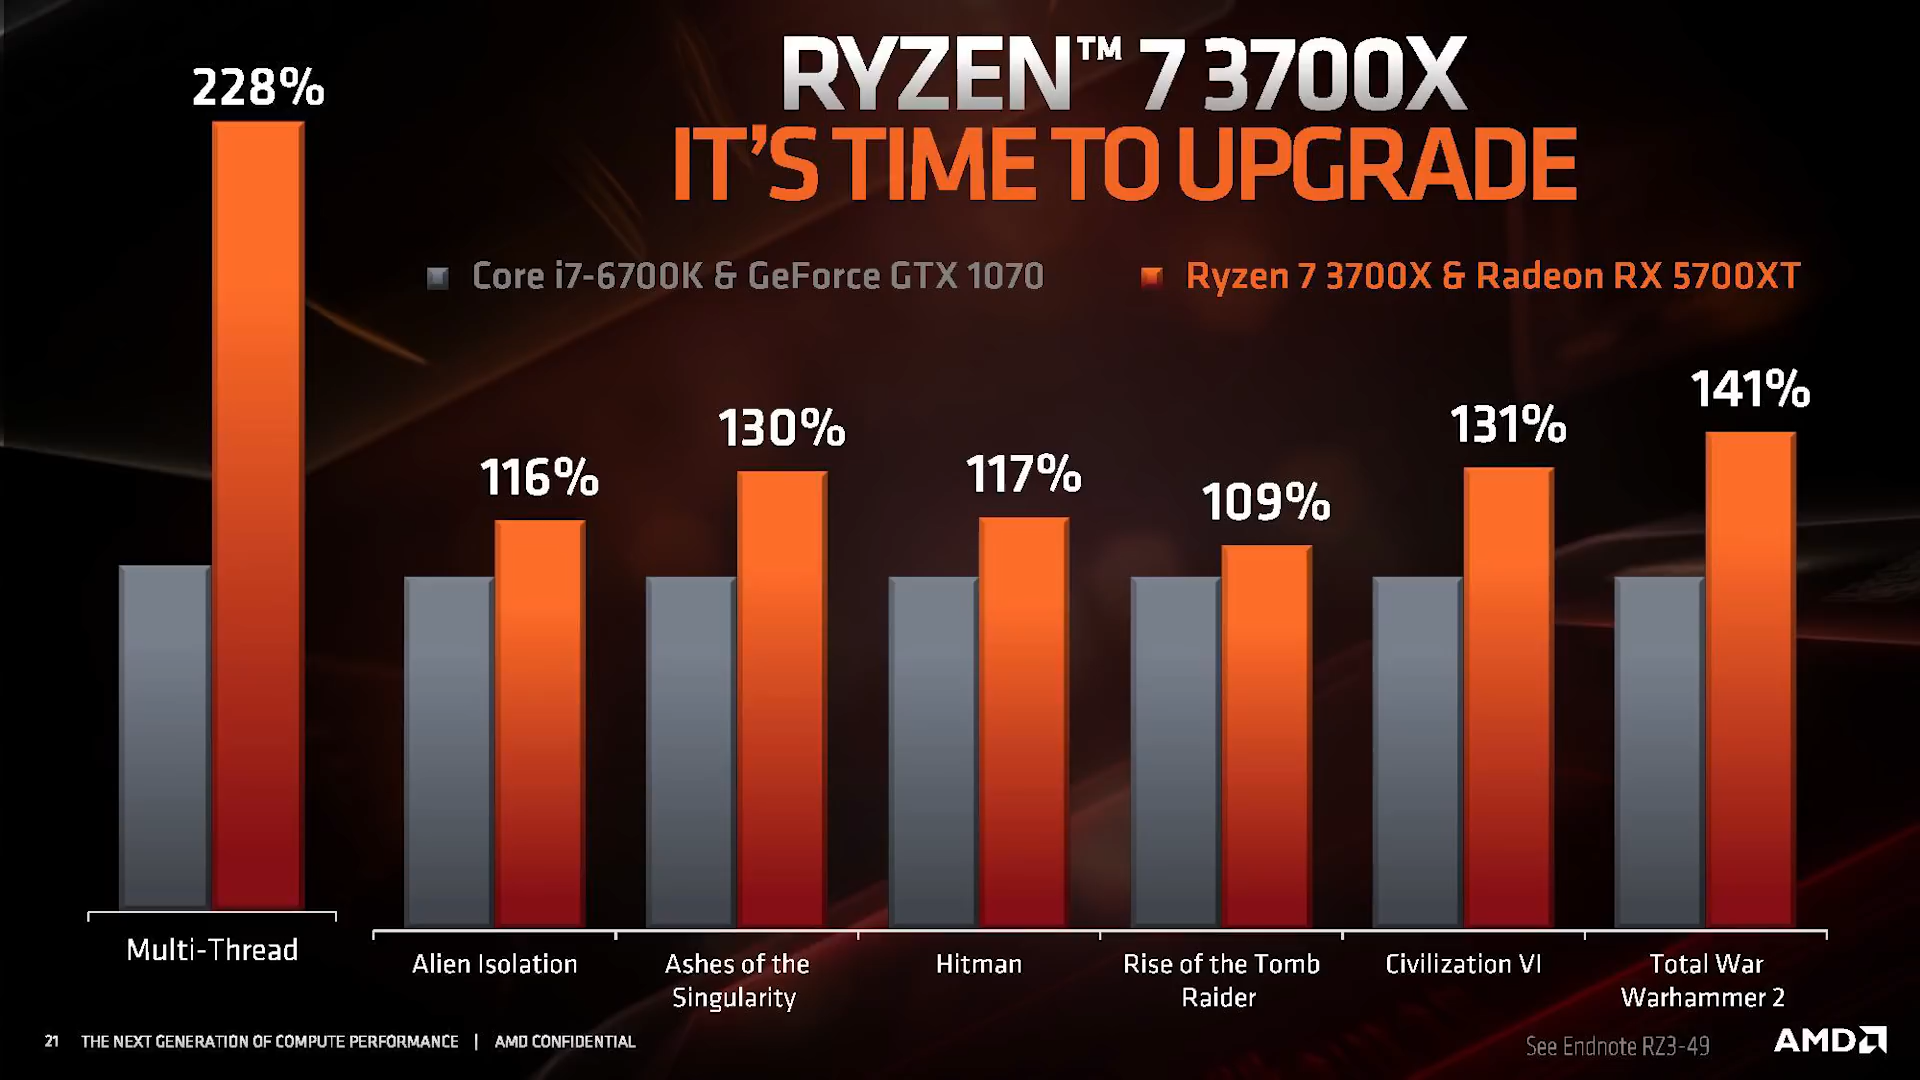 RYZEN™ 7 3700X
IT'S TIME TO UPGRADE
Core i7-6700K & GeForce GTX 1070
Ryzen 7 3700X & Radeon RX 5700XT
228%
116%
130%
117%
109%
131%
141%
Multi-Thread
Alien Isolation
Ashes of the
Singularity
Hitman
Rise of the Tomb
Raider
Civilization VI
Total War
Warhammer 2
21 THE NEXT GENERATION OF COMPUTE PERFORMANCE | AMD CONFIDENTIAL
See Endnote RZ3-49
AMD